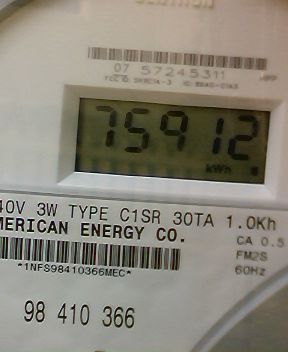 07 57245311
75912
kWh
40V 3W TYPE C1SR 30TA 1.0Kh
MERICAN ENERGY CO.
CA 0.5
*1NFS98410366MEC*
FM2S
60Hz
98 410 366